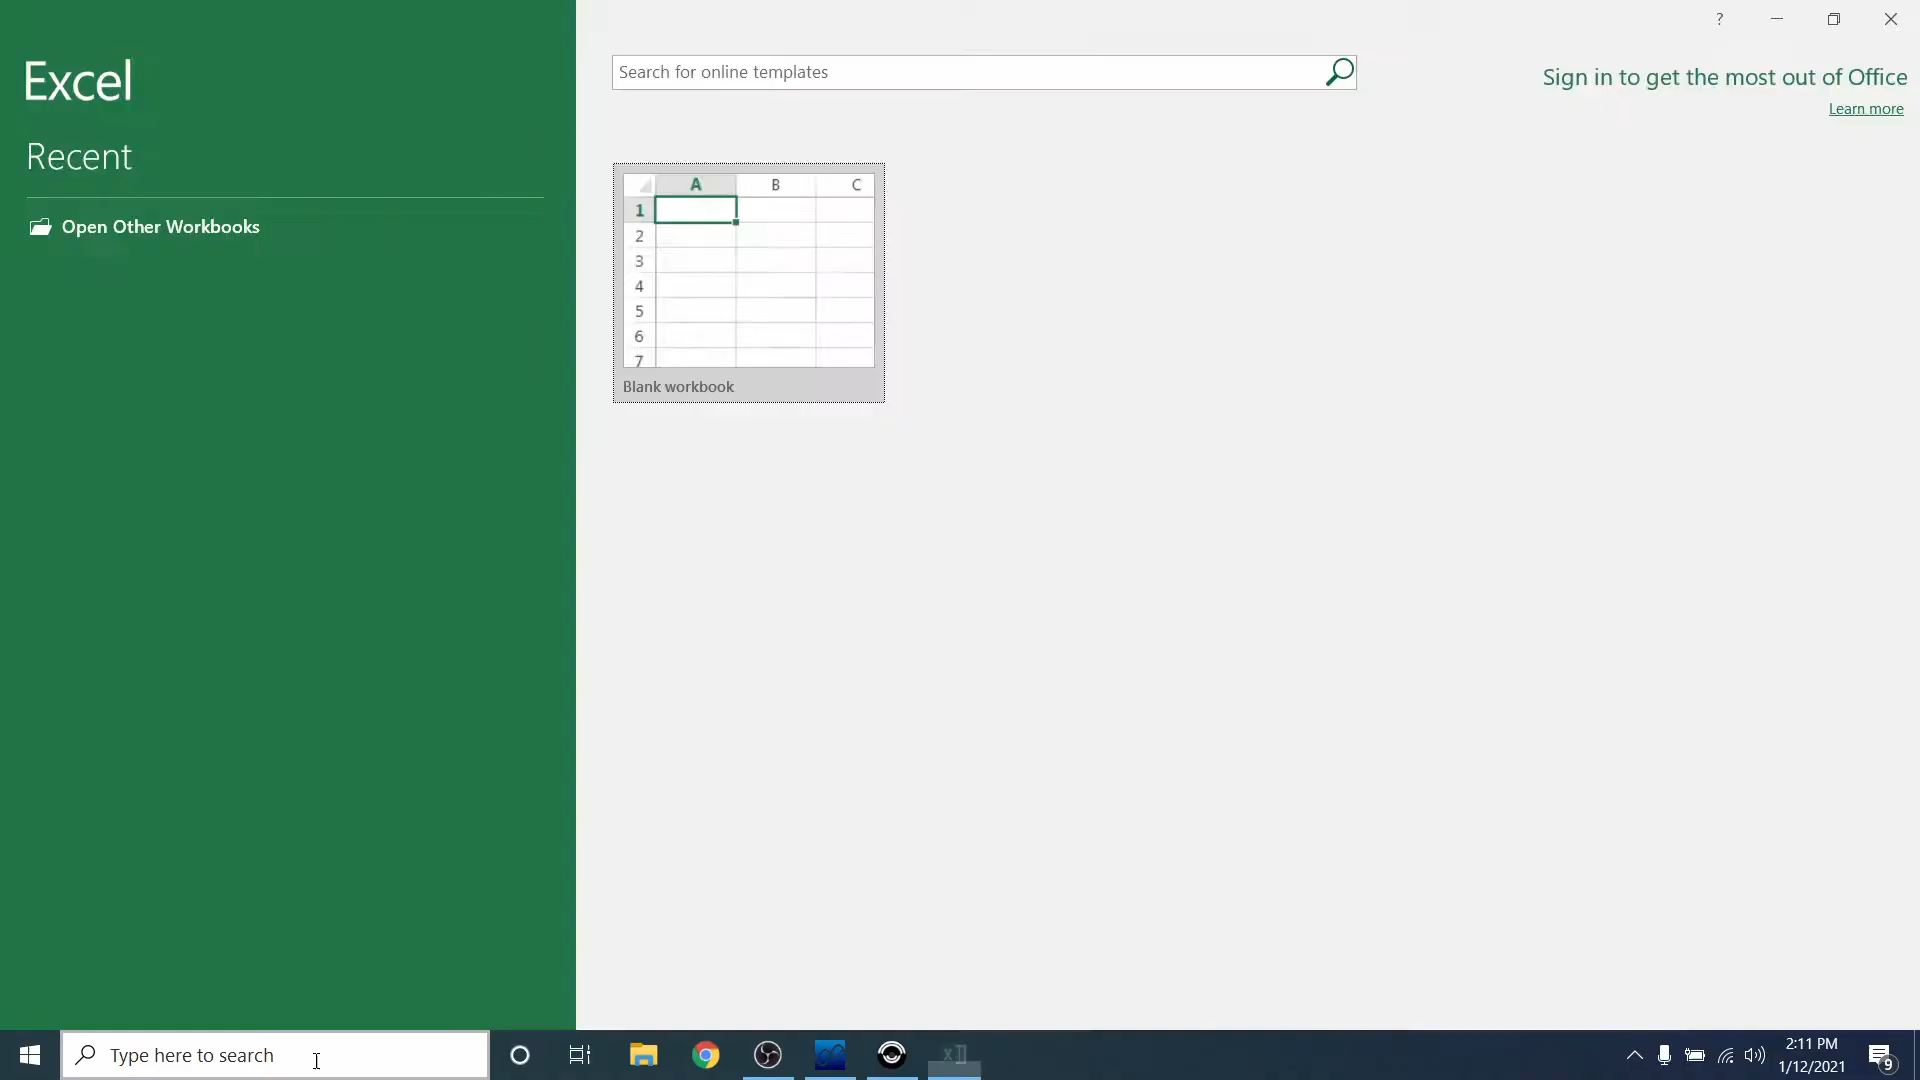 ?
Excel
Search for online templates
Sign in to get the most out of Office
Learn more
Recent
Open Other Workbooks
A B C
1
2
3
4
5
6
7
Blank workbook
Type here to search
2:11 PM
1/12/2021
9